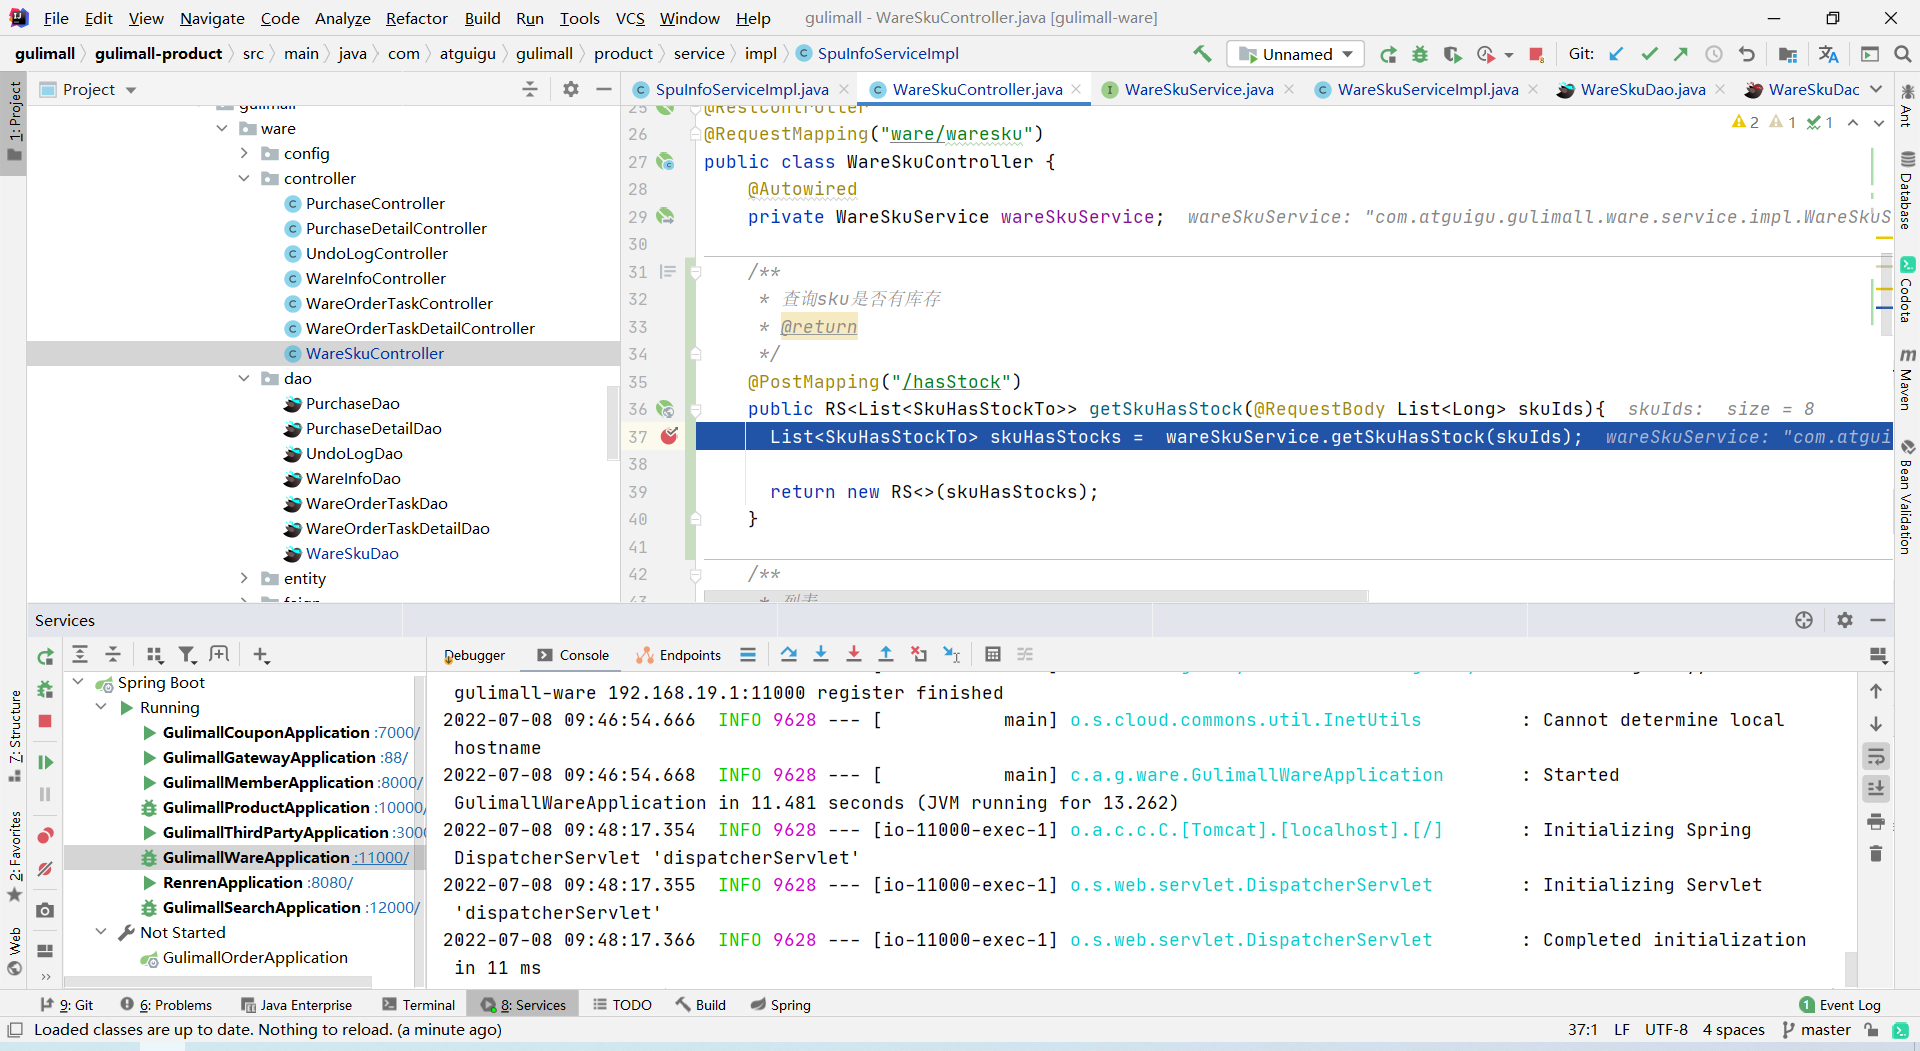 File Edit View Navigate Code Analyze Refactor Build Run Tools VCS Window Help gulimall - WareSkuController.java [gulimall-ware]
gulimall gulimall-product src main java com atguigu gulimall product service impl SpuInfoServiceImpl
Unnamed Git:
1: Project
7: Structure
2: Favorites
Web
Project
gulimall
ware
config
controller
PurchaseController
PurchaseDetailController
UndoLogController
WareInfoController
WareOrderTaskController
WareOrderTaskDetailController
WareSkuController
dao
PurchaseDao
PurchaseDetailDao
UndoLogDao
WareInfoDao
WareOrderTaskDao
WareOrderTaskDetailDao
WareSkuDao
entity
SpuInfoServiceImpl.java WareSkuController.java WareSkuService.java WareSkuServiceImpl.java WareSkuDao.java WareSkuDac
2 1 1
25 @RestController
26 @RequestMapping("ware/waresku")
27 public class WareSkuController {
28 @Autowired
29 private WareSkuService wareSkuService; wareSkuService: "com.atguigu.gulimall.ware.service.impl.WareSkuS
30
31 /**
32 * 查询sku是否有库存
33 * @return
34 */
35 @PostMapping("/hasStock")
36 public RS<List<SkuHasStockTo>> getSkuHasStock(@RequestBody List<Long> skuIds){ skuIds: size = 8
37 List<SkuHasStockTo> skuHasStocks = wareSkuService.getSkuHasStock(skuIds); wareSkuService: "com.atgui
38
39 return new RS<>(skuHasStocks);
40 }
41
42 /**
43 * 列表
Ant
Database
Codota
Maven
Bean Validation
Services
Debugger Console Endpoints
Spring Boot
Running
GulimallCouponApplication :7000/
GulimallGatewayApplication :88/
GulimallMemberApplication :8000/
GulimallProductApplication :10000/
GulimallThirdPartyApplication :3000
GulimallWareApplication :11000/
RenrenApplication :8080/
GulimallSearchApplication :12000/
Not Started
GulimallOrderApplication
gulimall-ware 192.168.19.1:11000 register finished
2022-07-08 09:46:54.666 INFO 9628 --- [ main] o.s.cloud.commons.util.InetUtils : Cannot determine local
hostname
2022-07-08 09:46:54.668 INFO 9628 --- [ main] c.a.g.ware.GulimallWareApplication : Started
GulimallWareApplication in 11.481 seconds (JVM running for 13.262)
2022-07-08 09:48:17.354 INFO 9628 --- [io-11000-exec-1] o.a.c.c.C.[Tomcat].[localhost].[/] : Initializing Spring
DispatcherServlet 'dispatcherServlet'
2022-07-08 09:48:17.355 INFO 9628 --- [io-11000-exec-1] o.s.web.servlet.DispatcherServlet : Initializing Servlet
'dispatcherServlet'
2022-07-08 09:48:17.366 INFO 9628 --- [io-11000-exec-1] o.s.web.servlet.DispatcherServlet : Completed initialization
in 11 ms
9: Git 6: Problems Java Enterprise Terminal 8: Services TODO Build Spring 1 Event Log
Loaded classes are up to date. Nothing to reload. (a minute ago) 37:1 LF UTF-8 4 spaces master